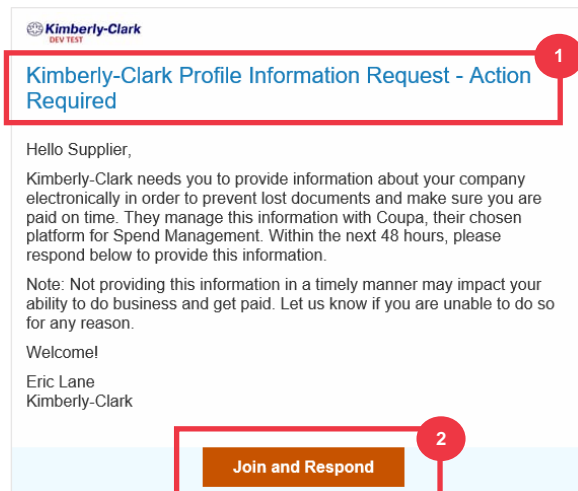 Kimberly-Clark
DEV TEST
1
Kimberly-Clark Profile Information Request - Action
Required
Hello Supplier,
Kimberly-Clark needs you to provide information about your company
electronically in order to prevent lost documents and make sure you are
paid on time. They manage this information with Coupa, their chosen
platform for Spend Management. Within the next 48 hours, please
respond below to provide this information.
Note: Not providing this information in a timely manner may impact your
ability to do business and get paid. Let us know if you are unable to do so
for any reason.
Welcome!
Eric Lane
Kimberly-Clark
2
Join and Respond